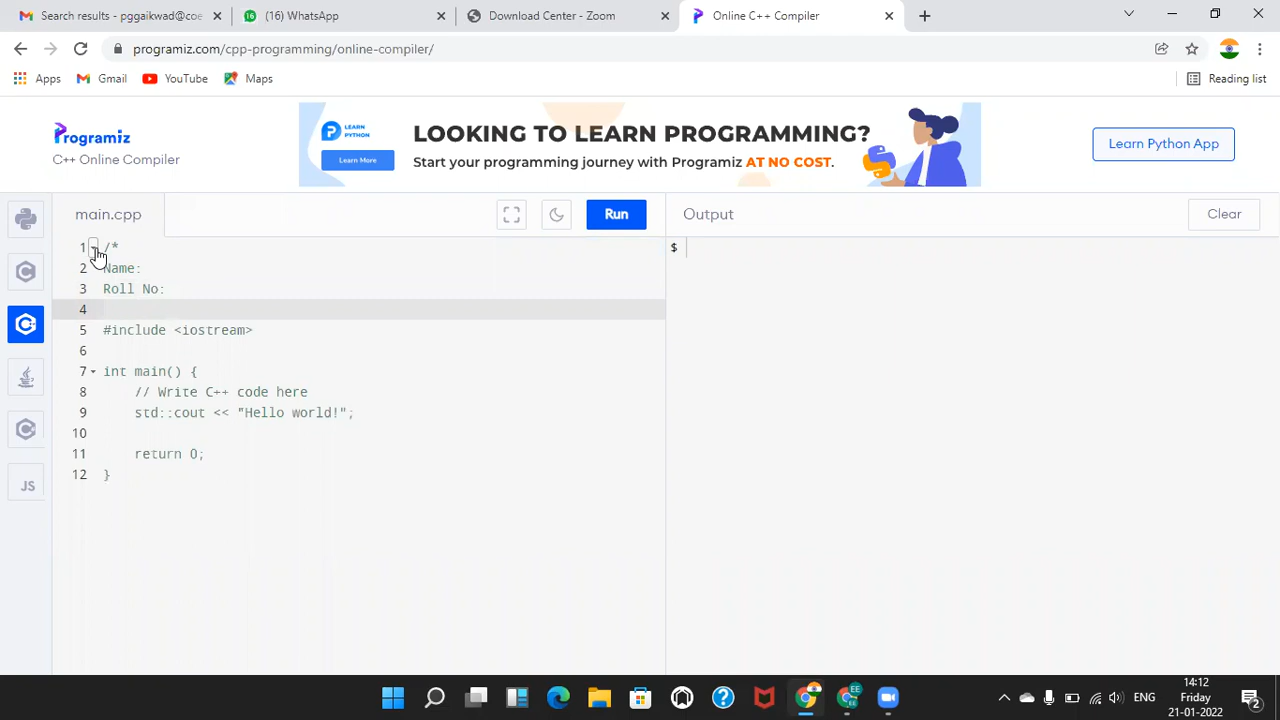 Search results - pggaikwad@coe
(16) WhatsApp
Download Center - Zoom
Online C++ Compiler
programiz.com/cpp-programming/online-compiler/
Apps
Gmail
YouTube
Maps
Reading list
Programiz
C++ Online Compiler
LEARN PYTHON
Learn More
LOOKING TO LEARN PROGRAMMING?
Start your programming journey with Programiz AT NO COST.
Learn Python App
main.cpp
Run
Output
Clear
1 /*
2 Name:
3 Roll No:
4
5 #include <iostream>
6
7 int main() {
8 // Write C++ code here
9 std::cout << "Hello world!";
10
11 return 0;
12 }
$
JS
ENG
14:12
Friday
21-01-2022
2